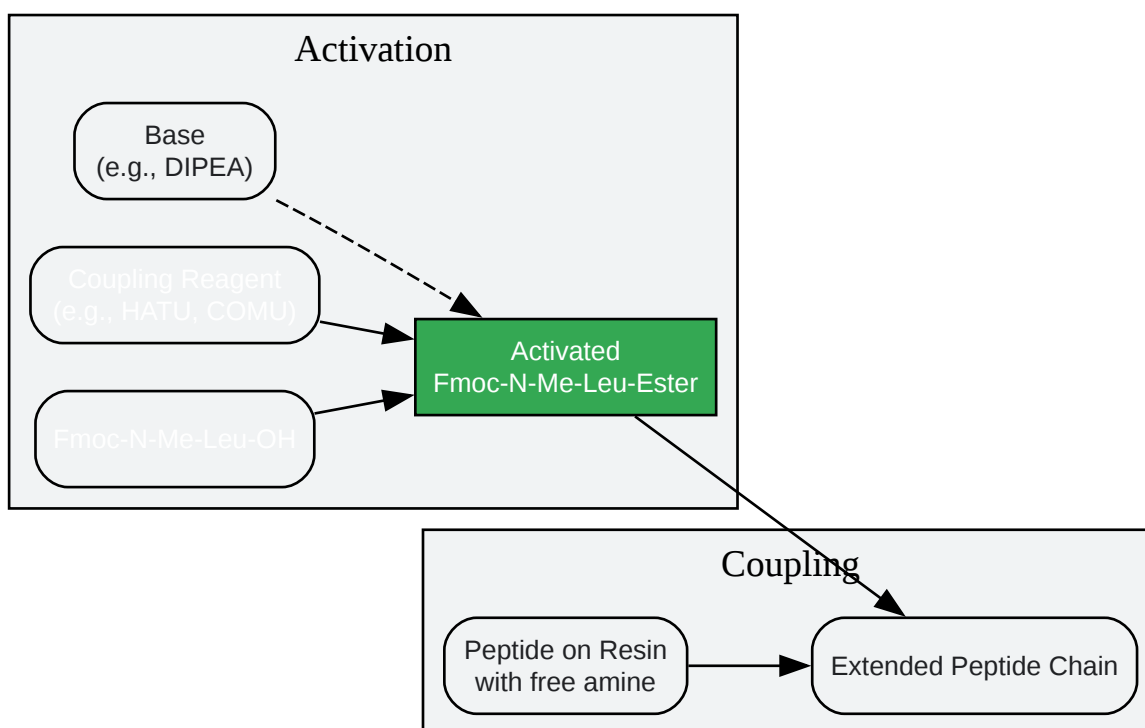 Activation
Base
(e.g., DIPEA)
Coupling Reagent
(e.g., HATU, COMU)
Activated
Fmoc-N-Me-Leu-Ester
Fmoc-N-Me-Leu-OH
Coupling
Peptide on Resin
with free amine
Extended Peptide Chain